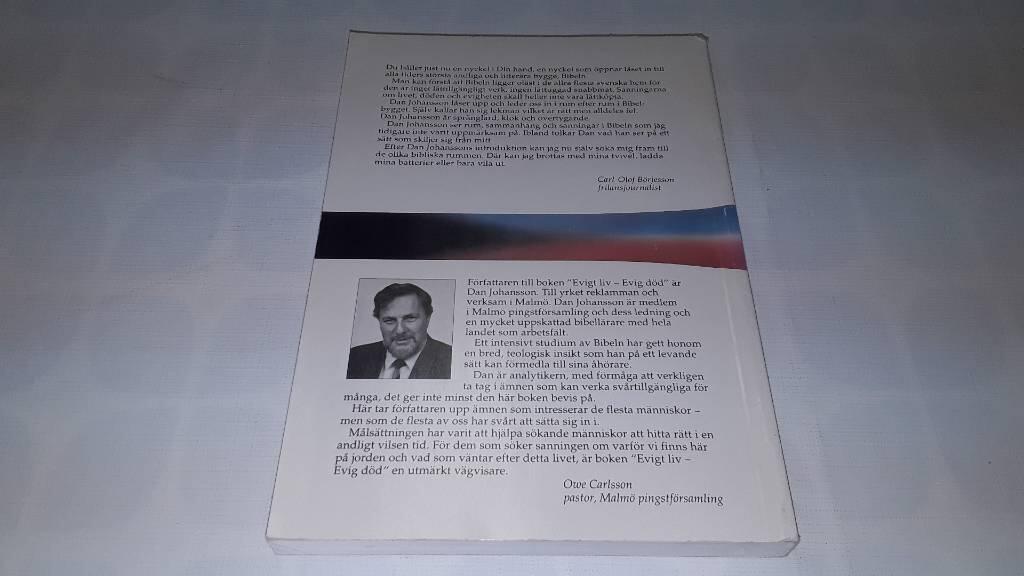 Du håller just nu en nyckel i Din hand, en nyckel som öppnar låset in till
alla tiders största andliga och litterära bygge, Bibeln.
Man kan förstå att Bibeln ligger oläst i de allra flesta svenska hem för
den är inget lättillgängligt verk, ingen lättuggad snabbmat. Sanningarna
om livet, döden och evigheten skall heller inte vara lättköpta.
Dan Johansson låser upp och leder oss in i rum efter rum i Bibel-
bygget. Själv kallar han sig lekman vilket är rätt men alldeles fel.
Dan Johansson är språnglärd, klok och övertygande.
Dan Johansson ser rum, sammanhang och sanningar i Bibeln som jag
tidigare inte varit uppmärksam på. Ibland tolkar Dan vad han ser på ett
sätt som skiljer sig från mitt.
Efter Dan Johanssons introduktion kan jag nu själv söka mig fram till
de olika bibliska rummen. Där kan jag brottas med mina tvivel, ladda
mina batterier eller bara vila ut.
Carl Olof Börjesson
frilansjournalist
Författaren till boken "Evigt liv – Evig död" är
Dan Johansson. Till yrket reklamman och
verksam i Malmö. Dan Johansson är medlem
i Malmö pingstförsamling och dess ledning och
en mycket uppskattad bibellärare med hela
landet som arbetsfält.
Ett intensivt studium av Bibeln har gett honom
en bred, teologisk insikt som han på ett levande
sätt kan förmedla till sina åhörare.
Dan är analytikern, med förmåga att verkligen
ta tag i ämnen som kan verka svårtillgängliga för
många, det ger inte minst den här boken bevis på.
Här tar författaren upp ämnen som intresserar de flesta människor –
men som de flesta av oss har svårt att sätta sig in i.
Målsättningen har varit att hjälpa sökande människor att hitta rätt i en
andligt vilsen tid. För dem som söker sanningen om varför vi finns här
på jorden och vad som väntar efter detta livet, är boken "Evigt liv –
Evig död" en utmärkt vägvisare.
Owe Carlsson
pastor, Malmö pingstförsamling